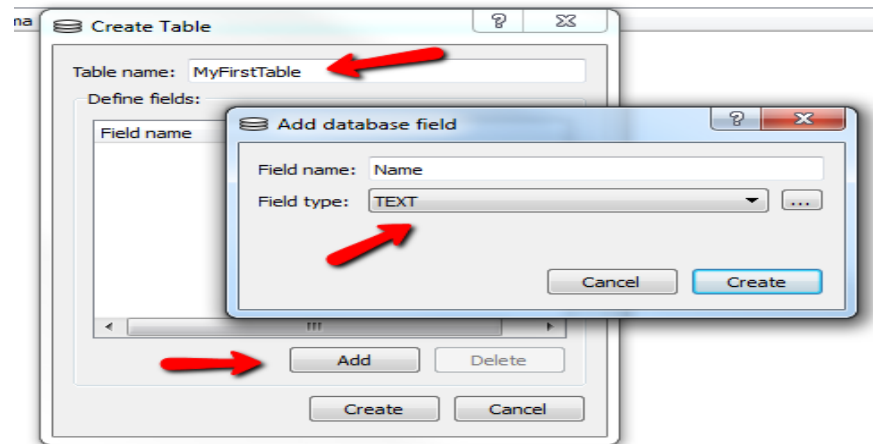 ma
Create Table
Table name: MyFirstTable
Define fields:
Field name
Add database field
Field name: Name
Field type: TEXT
...
Cancel Create
Add Delete
Create Cancel